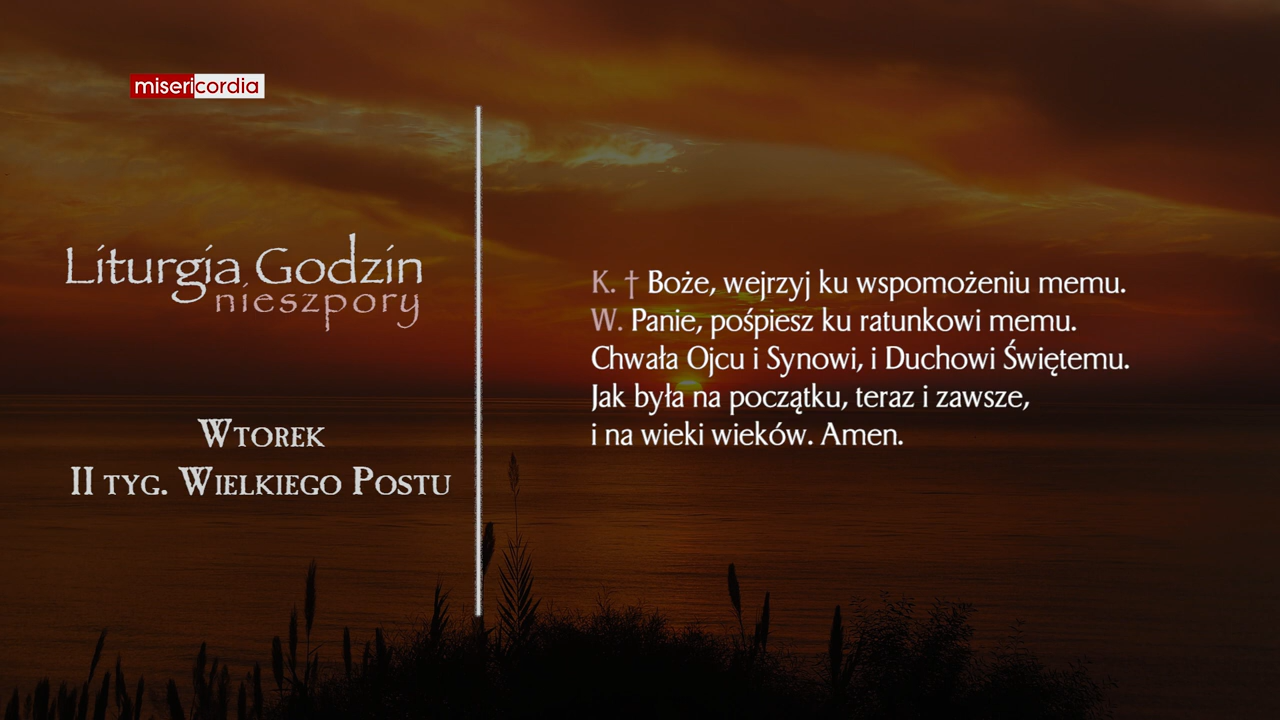 misericordia
Liturgia Godzin
nieszpory
Wtorek
II tyg. Wielkiego Postu
K. † Boże, wejrzyj ku wspomożeniu memu.
W. Panie, pośpiesz ku ratunkowi memu.
Chwała Ojcu i Synowi, i Duchowi Świętemu.
Jak była na początku, teraz i zawsze,
i na wieki wieków. Amen.